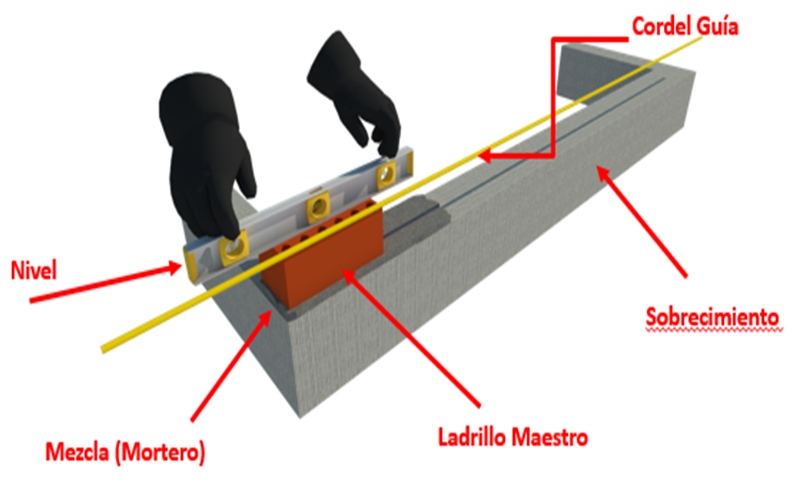 Cordel Guía
Nivel
Sobrecimiento
Mezcla (Mortero)
Ladrillo Maestro